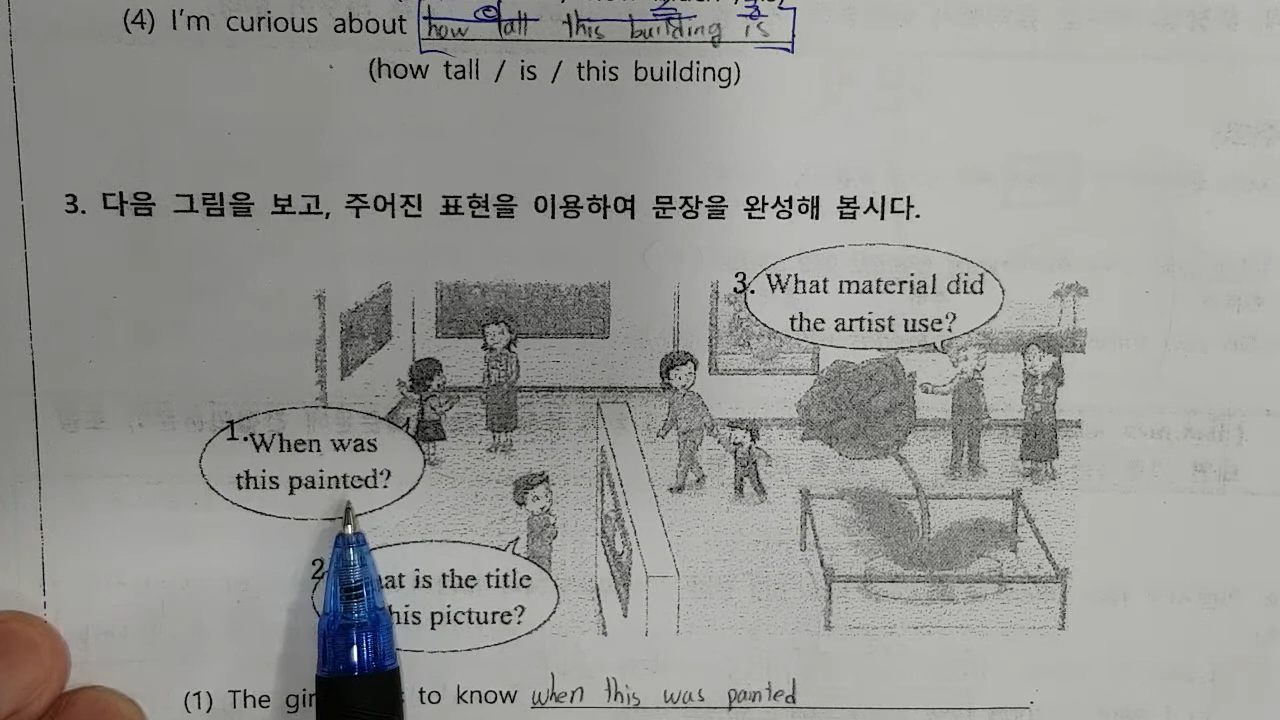 (4) I'm curious about how tall this building is
(how tall / is / this building)
3. 다음 그림을 보고, 주어진 표현을 이용하여 문장을 완성해 봅시다.
3. What material did
the artist use?
1. When was
this painted?
2. is the title
picture?
(1) The to know when this was painted.